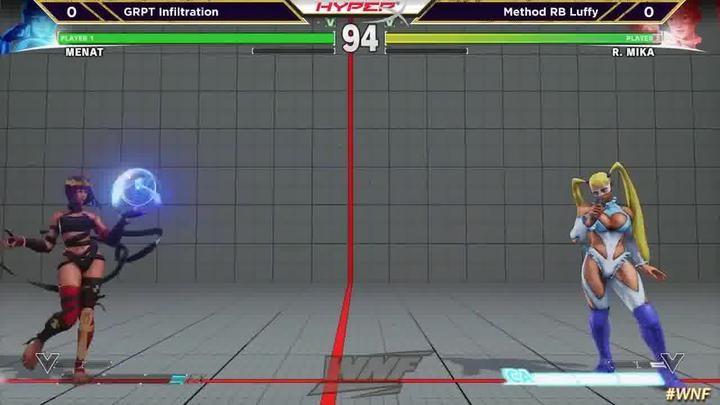 0 GRPT Infiltration HYPER Method RB Luffy 0
PLAYER 1 94 PLAYER
MENAT R. MIKA
V V
CA
WNF
#WNF